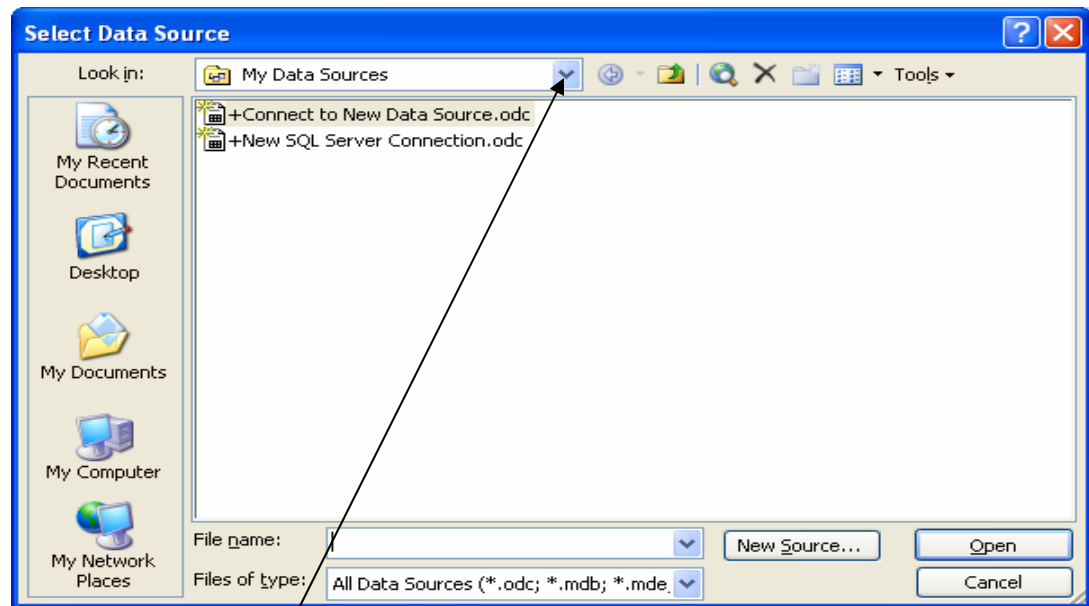 Select Data Source
Look in:
My Data Sources
Tools
+Connect to New Data Source.odc
+New SQL Server Connection.odc
My Recent
Documents
Desktop
My Documents
My Computer
My Network
Places
File name:
New Source...
Open
Files of type:
All Data Sources (*.odc; *.mdb; *.mde;
Cancel